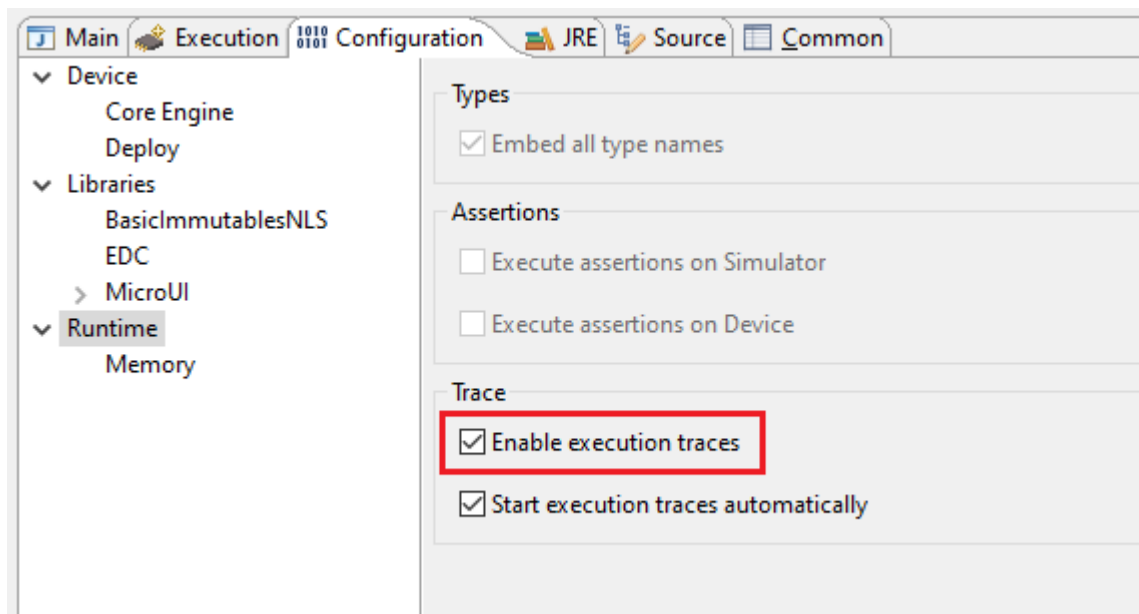 Main Execution 1010 0101 Configuration JRE Source Common
Device
Core Engine
Deploy
Libraries
BasicImmutablesNLS
EDC
MicroUI
Runtime
Memory
Types
Embed all type names
Assertions
Execute assertions on Simulator
Execute assertions on Device
Trace
Enable execution traces
Start execution traces automatically